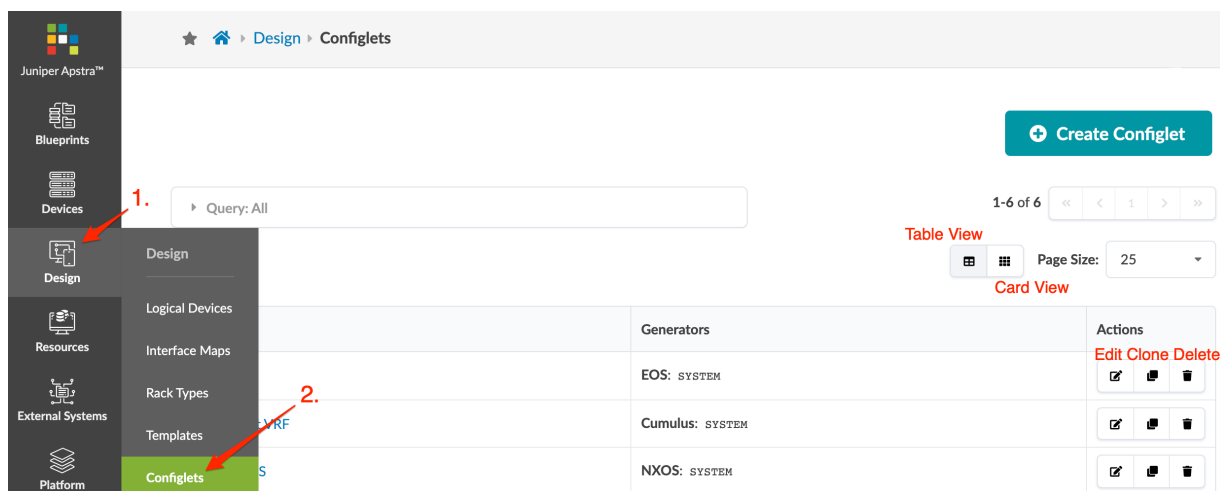 Juniper Apstra™
Design Configlets
Blueprints
Create Configlet
Devices
1.
Query: All
1-6 of 6
1
Table View
Design
Design
Page Size: 25
Card View
Logical Devices
Resources
Interface Maps
Generators
Actions
Edit Clone Delete
EOS: SYSTEM
Rack Types
2.
External Systems
Templates
VRF
Cumulus: SYSTEM
Configlets
S
NXOS: SYSTEM
Platform